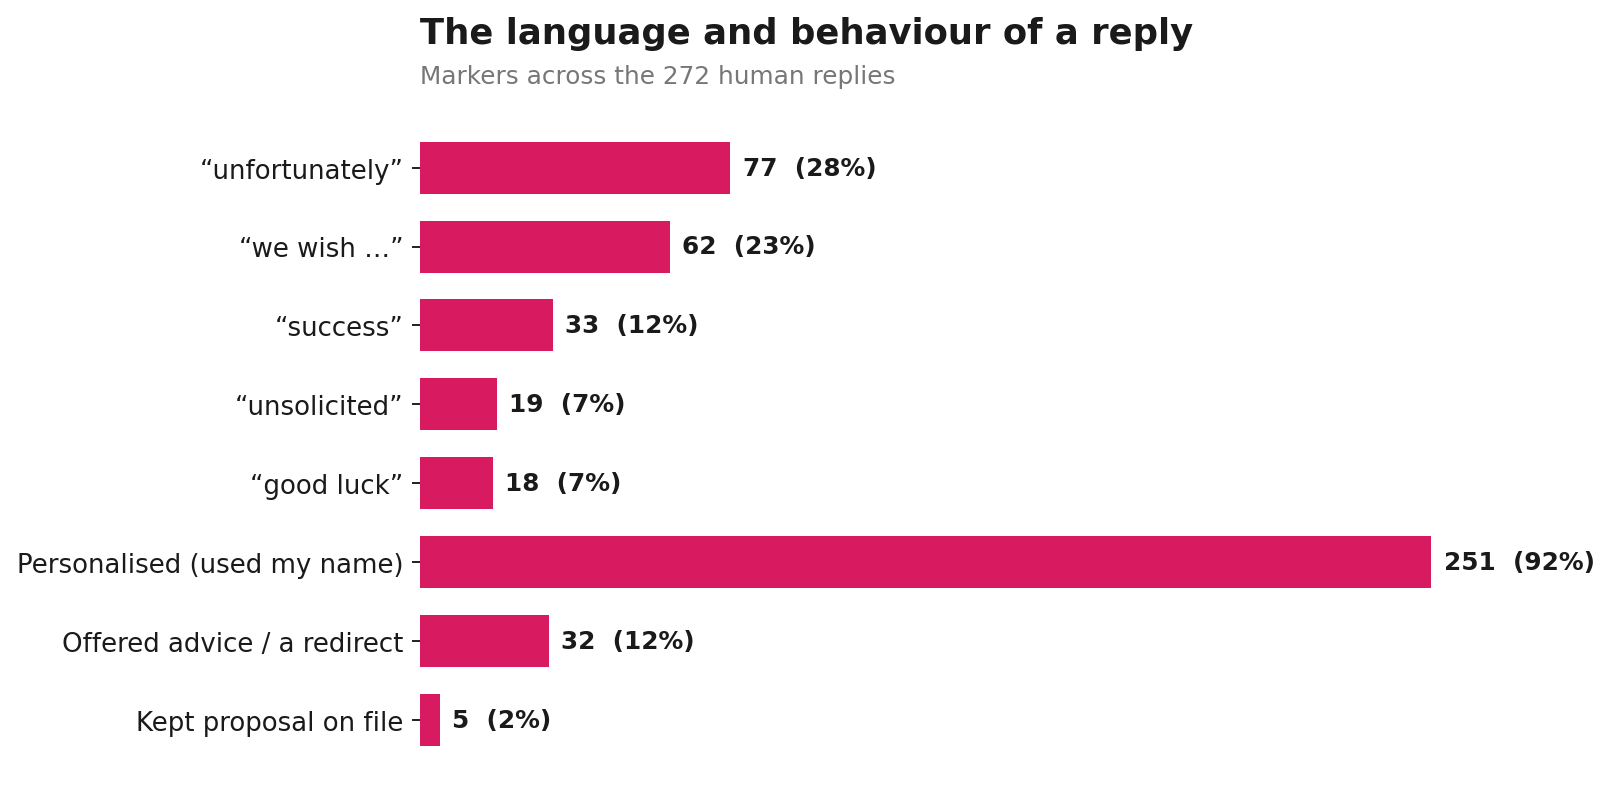 The language and behaviour of a reply
Markers across the 272 human replies
“unfortunately” 77 (28%)
“we wish …” 62 (23%)
“success” 33 (12%)
“unsolicited” 19 (7%)
“good luck” 18 (7%)
Personalised (used my name) 251 (92%)
Offered advice / a redirect 32 (12%)
Kept proposal on file 5 (2%)